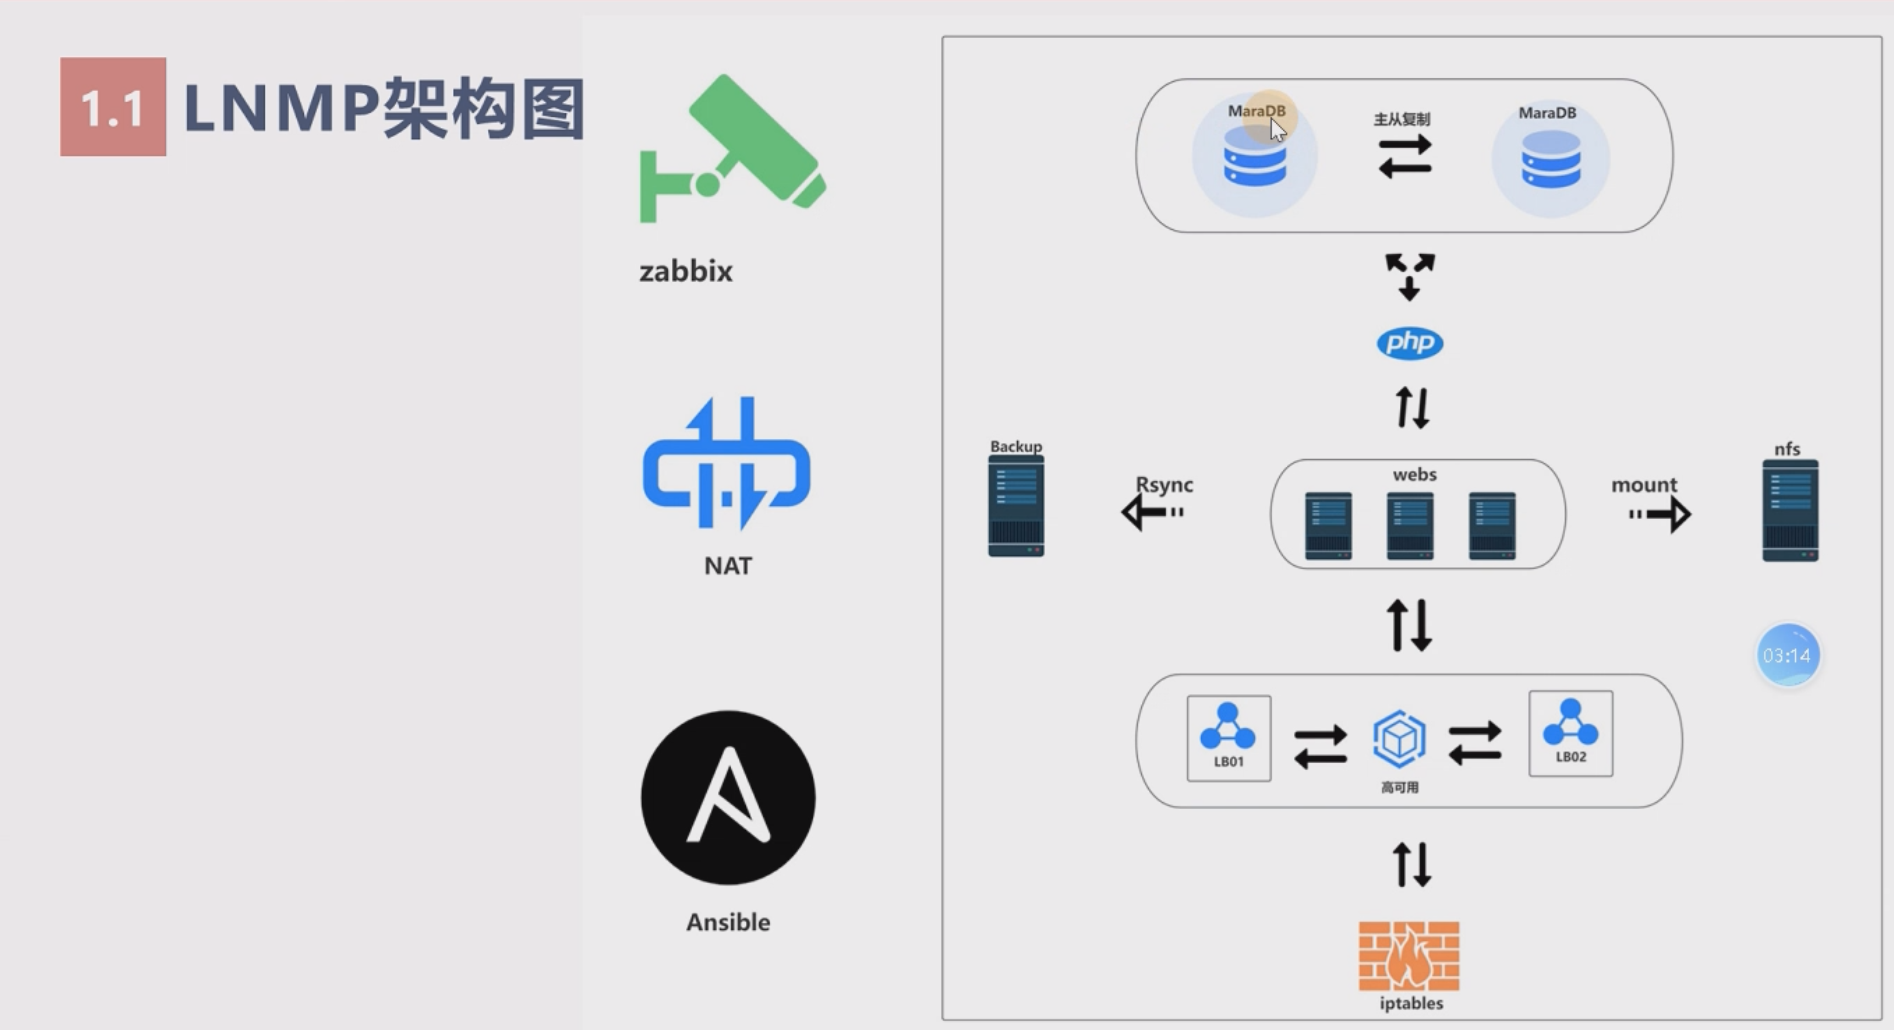 1.1 LNMP架构图
zabbix
NAT
Ansible
MaraDB
主从复制
MaraDB
php
Backup
Rsync
webs
mount
nfs
03:14
LB01
高可用
LB02
iptables